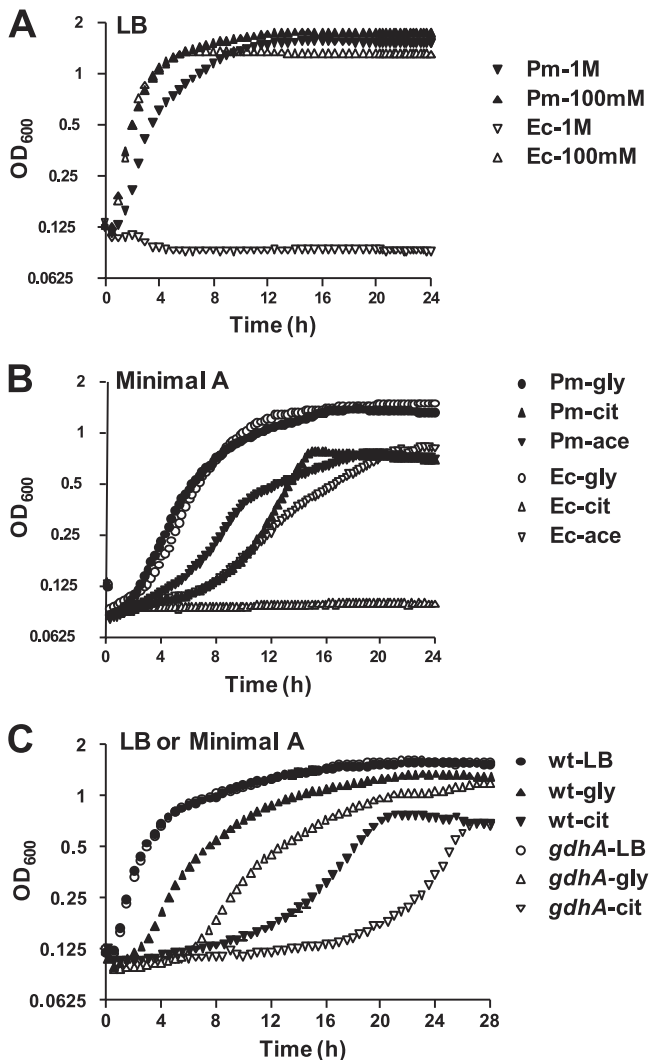 A
LB
2
1
0.5
0.25
0.125
0.0625
OD600
0 4 8 12 16 20 24
Time (h)
Pm-1M
Pm-100mM
Ec-1M
Ec-100mM
B
Minimal A
2
1
0.5
0.25
0.125
0.0625
OD600
0 4 8 12 16 20 24
Time (h)
Pm-gly
Pm-cit
Pm-ace
Ec-gly
Ec-cit
Ec-ace
C
LB or Minimal A
2
1
0.5
0.25
0.125
0.0625
OD600
0 4 8 12 16 20 24 28
Time (h)
wt-LB
wt-gly
wt-cit
gdhA-LB
gdhA-gly
gdhA-cit